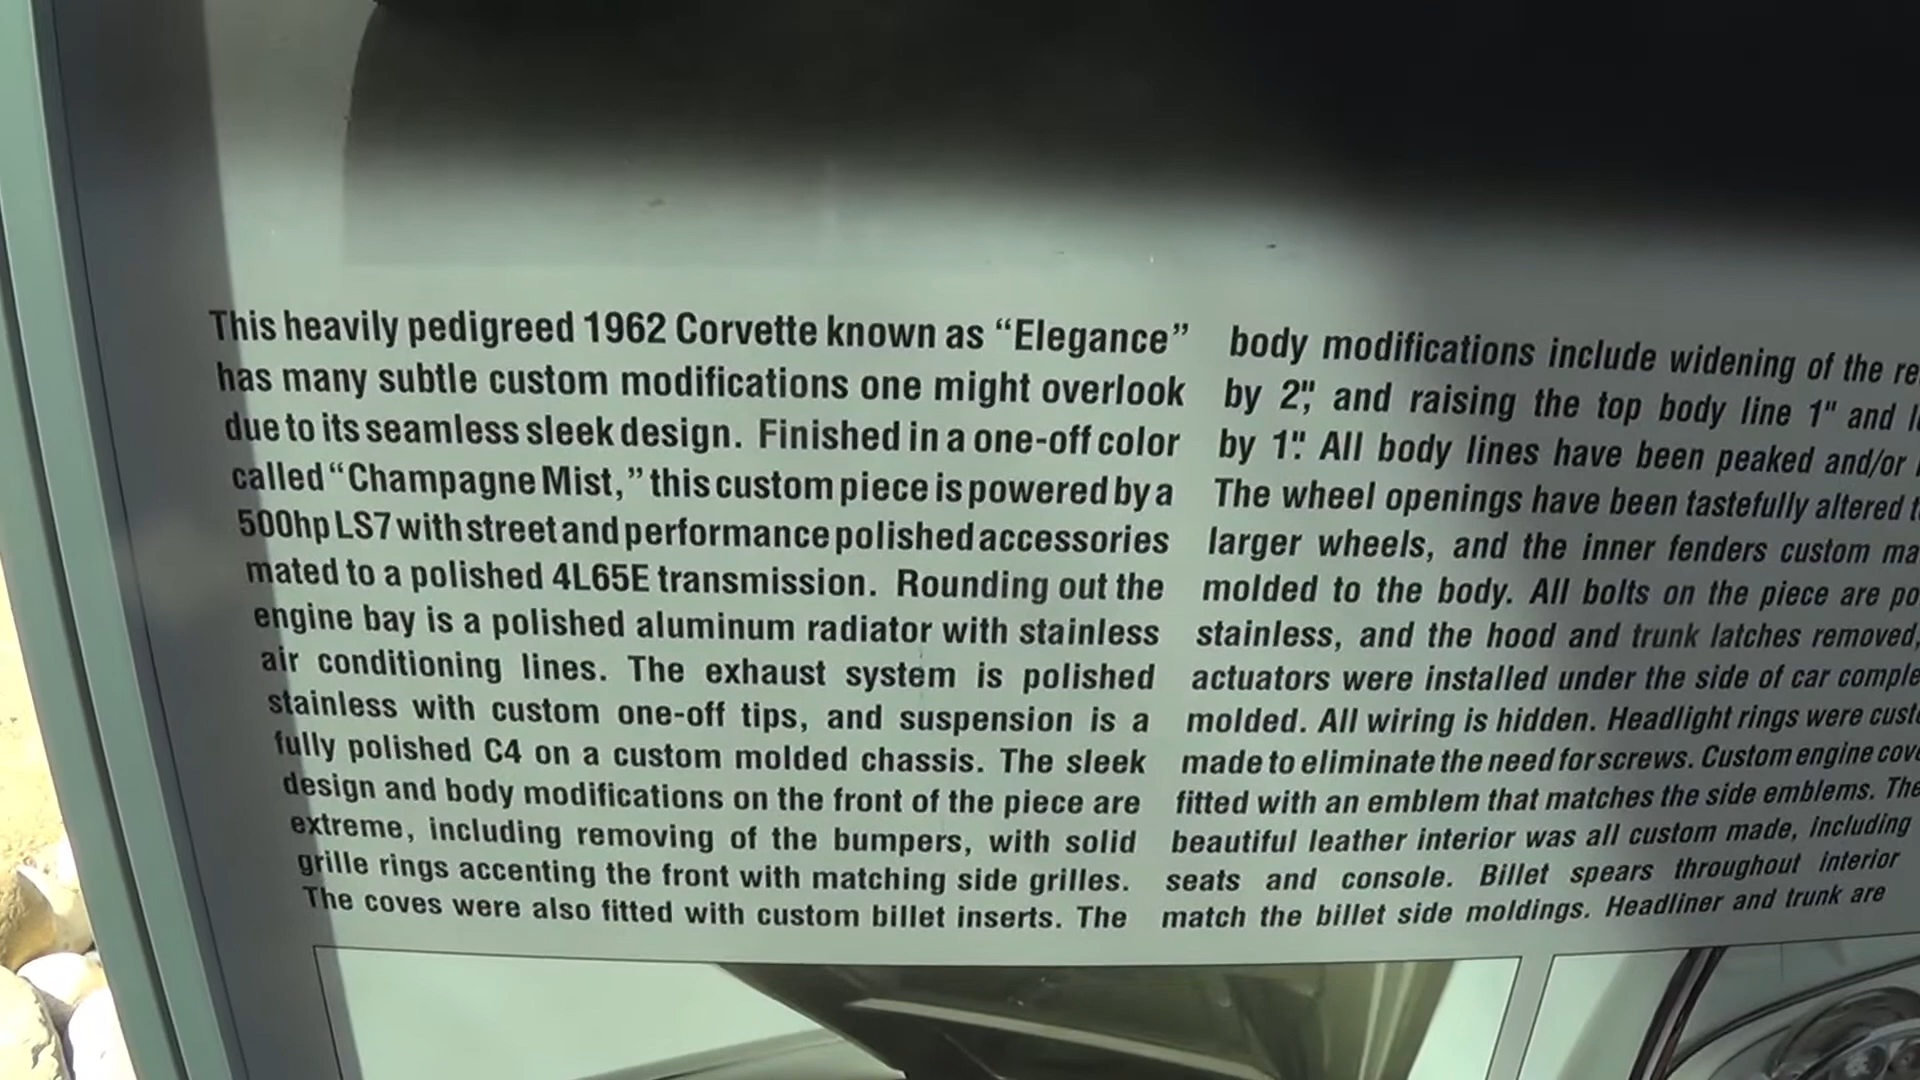 This heavily pedigreed 1962 Corvette known as “Elegance”
has many subtle custom modifications one might overlook
due to its seamless sleek design. Finished in a one-off color
called “Champagne Mist,” this custom piece is powered by a
500hp LS7 with street and performance polished accessories
mated to a polished 4L65E transmission. Rounding out the
engine bay is a polished aluminum radiator with stainless
air conditioning lines. The exhaust system is polished
stainless with custom one-off tips, and suspension is a
fully polished C4 on a custom molded chassis. The sleek
design and body modifications on the front of the piece are
extreme, including removing of the bumpers, with solid
grille rings accenting the front with matching side grilles.
The coves were also fitted with custom billet inserts. The
body modifications include widening of the
by 2", and raising the top body line 1" and
by 1". All body lines have been peaked and/or
The wheel openings have been tastefully altered
larger wheels, and the inner fenders custom
molded to the body. All bolts on the piece are
stainless, and the hood and trunk latches removed,
actuators were installed under the side of car
molded. All wiring is hidden. Headlight rings were
made to eliminate the need for screws. Custom engine
fitted with an emblem that matches the side emblems. The
beautiful leather interior was all custom made, including
seats and console. Billet spears throughout interior
match the billet side moldings. Headliner and trunk are